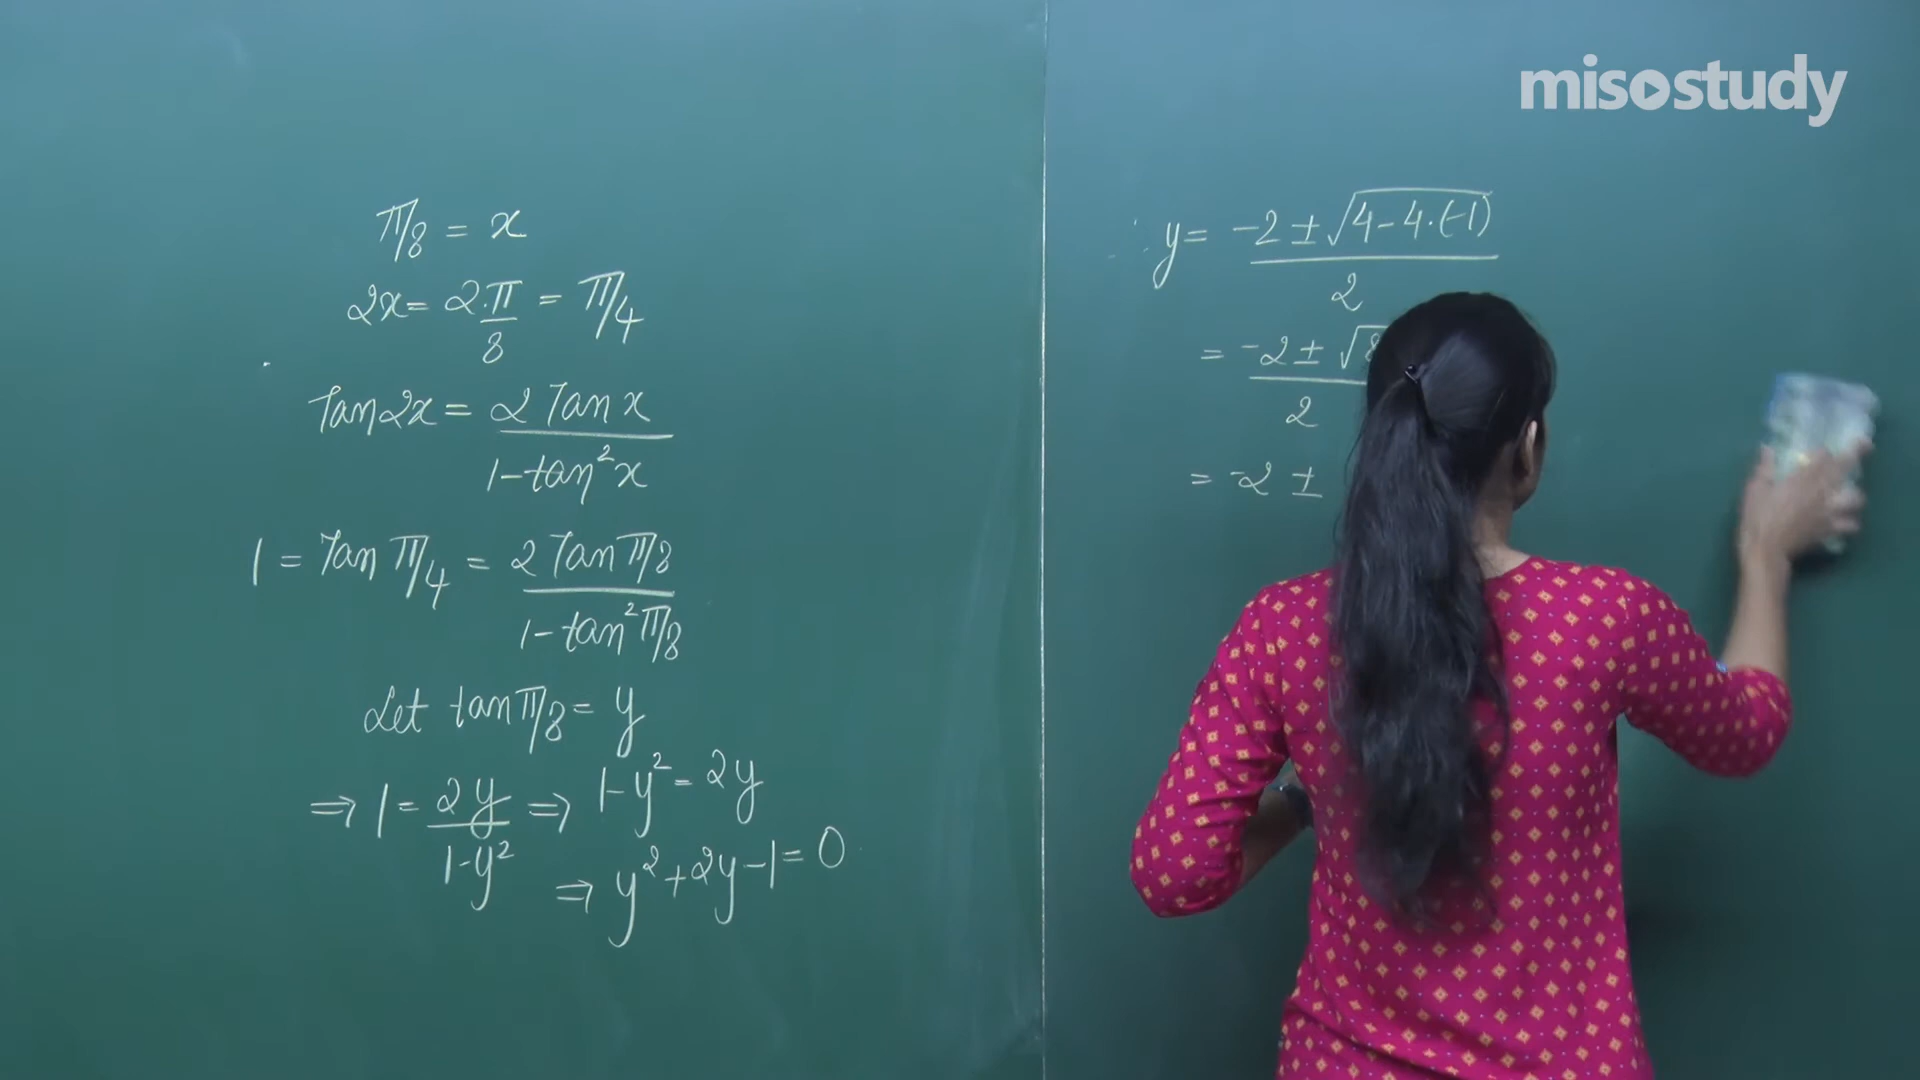 misostudy
π/8 = x
2x = 2·π/8 = π/4
Tan2x = 2 Tan x / 1-tan²x
1 = Tan π/4 = 2 Tan π/8 / 1-tan² π/8
Let tan π/8 = y
⇒ 1 = 2y / 1-y² ⇒ 1-y² = 2y
⇒ y²+2y-1=0
∴ y = -2 ± √4-4·(-1) / 2
= -2 ± √8 / 2
= -2 ±